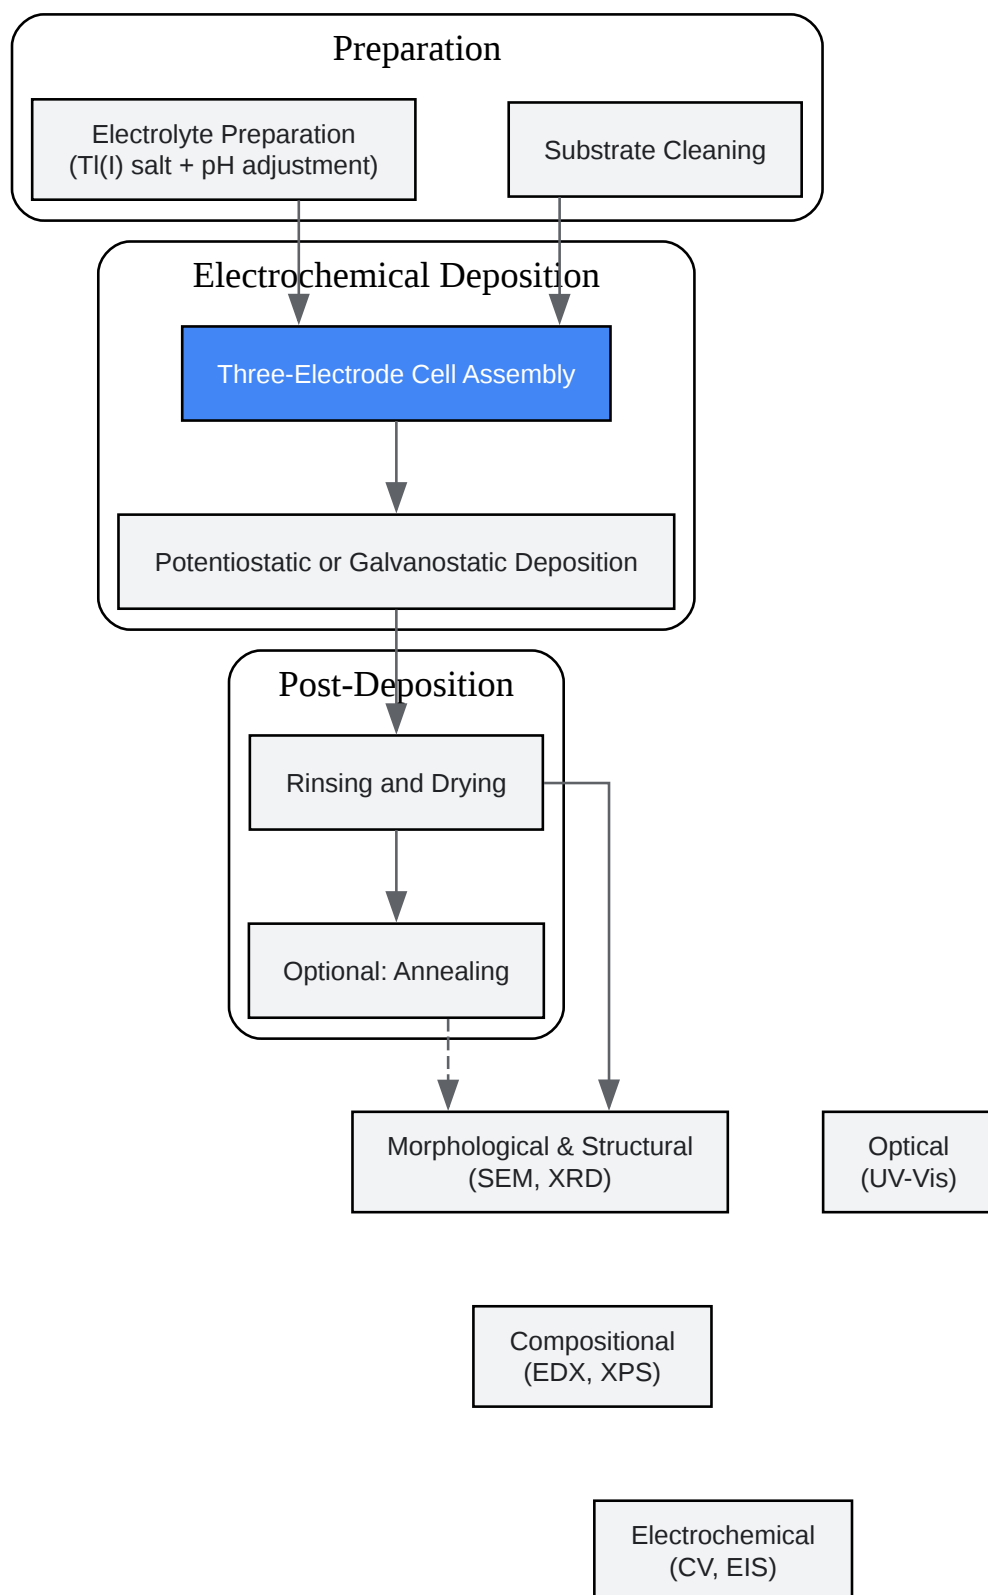 Preparation
Electrolyte Preparation
(Tl(I) salt + pH adjustment)
Substrate Cleaning
Electrochemical Deposition
Three-Electrode Cell Assembly
Potentiostatic or Galvanostatic Deposition
Post-Deposition
Rinsing and Drying
Optional: Annealing
Morphological & Structural
(SEM, XRD)
Optical
(UV-Vis)
Compositional
(EDX, XPS)
Electrochemical
(CV, EIS)